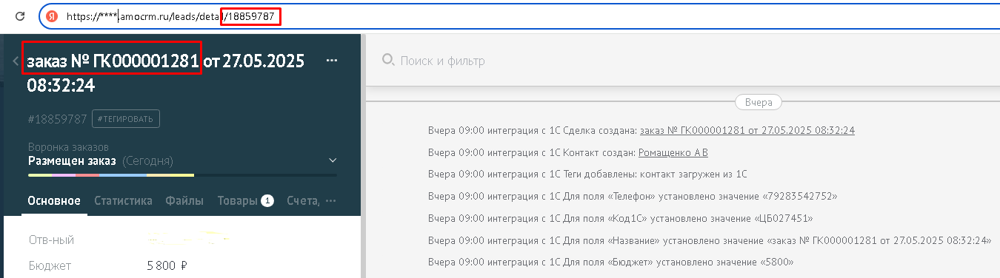 https://****.amocrm.ru/leads/detail/18859787
заказ № ГК000001281 от 27.05.2025
08:32:24
#18859787 #ТЕГИРОВАТЬ
Воронка заказов
Размещен заказ (Сегодня)
Основное Статистика Файлы Товары 1 Счета,
Отв-ный
Бюджет 5 800 ₽
Поиск и фильтр
Вчера
Вчера 09:00 интеграция с 1С Сделка создана: заказ № ГК000001281 от 27.05.2025 08:32:24
Вчера 09:00 интеграция с 1С Контакт создан: Ромащенко А В
Вчера 09:00 интеграция с 1С Теги добавлены: контакт загружен из 1С
Вчера 09:00 интеграция с 1С Для поля «Телефон» установлено значение «79283542752»
Вчера 09:00 интеграция с 1С Для поля «Код1С» установлено значение «ЦБ027451»
Вчера 09:00 интеграция с 1С Для поля «Название» установлено значение «заказ № ГК000001281 от 27.05.2025 08:32:24»
Вчера 09:00 интеграция с 1С Для поля «Бюджет» установлено значение «5800»